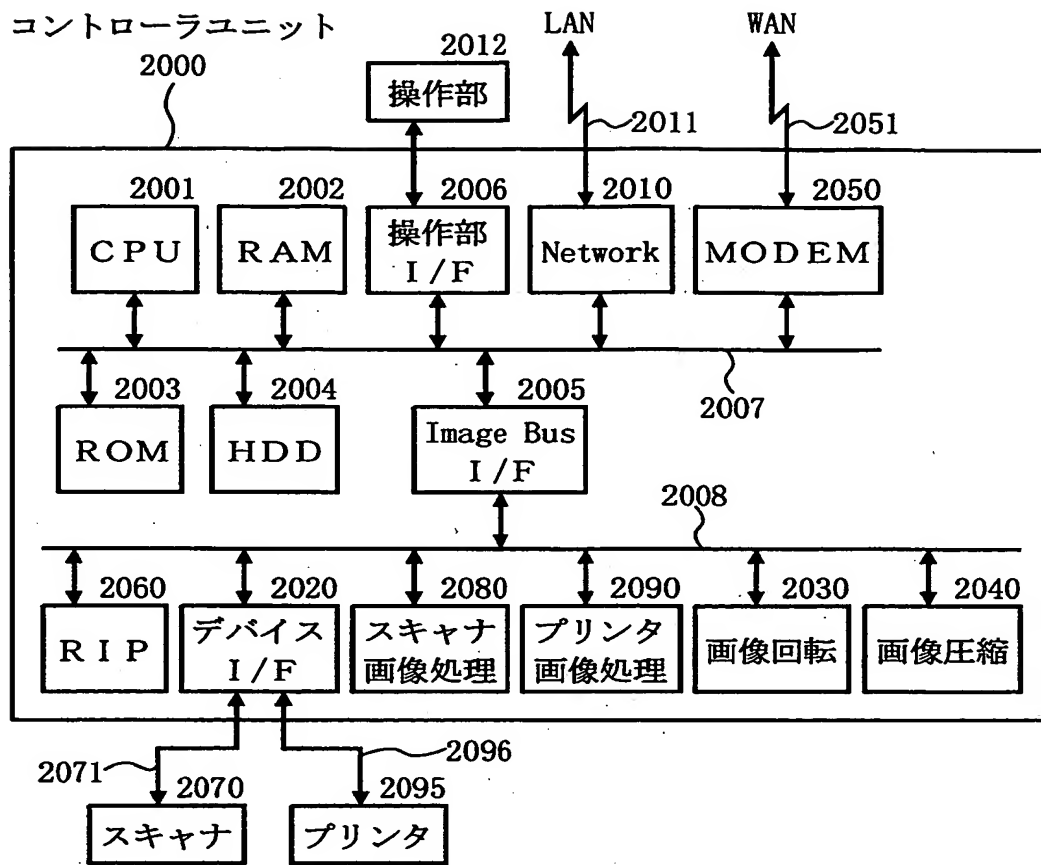 コントローラユニット
LAN
WAN
2000
2012
操作部
2011
2051
2001
2002
2006
2010
2050
CPU
RAM
操作部
I/F
Network
MODEM
2003
2004
2005
2007
ROM
HDD
Image Bus
I/F
2008
2060
2020
2080
2090
2030
2040
RIP
デバイス
I/F
スキャナ
画像処理
プリンタ
画像処理
画像回転
画像圧縮
2071
2070
2096
2095
スキャナ
プリンタ